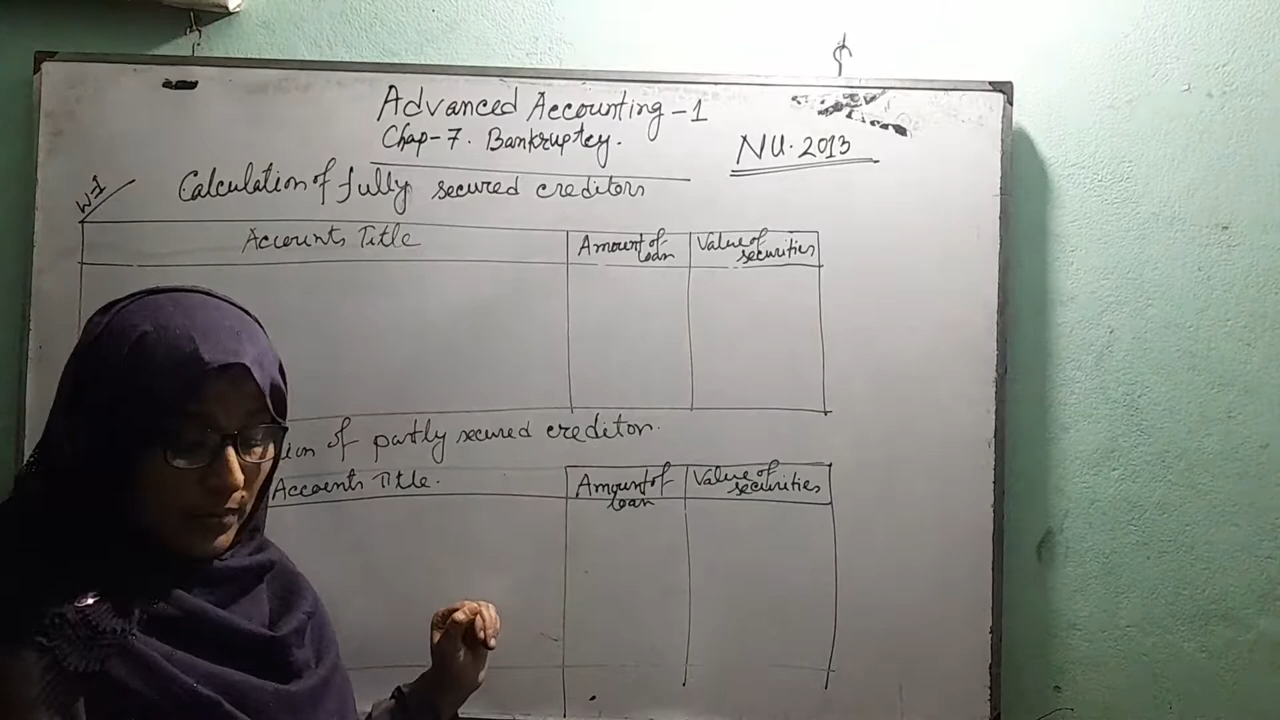 $
Advanced Accounting -1
Chap-7. Bankruptcy.
NU. 2013
Calculation of fully secured creditors
Accounts Title
Amount of loan
Value of securities
ion of partly secured creditor.
Accounts Title.
Amount of loan
Value of securities